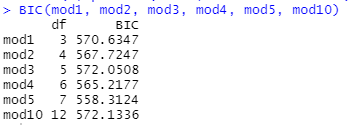 > BIC(mod1, mod2, mod3, mod4, mod5, mod10)
df BIC
mod1 3 570.6347
mod2 4 567.7247
mod3 5 572.0508
mod4 6 565.2177
mod5 7 558.3124
mod10 12 572.1336